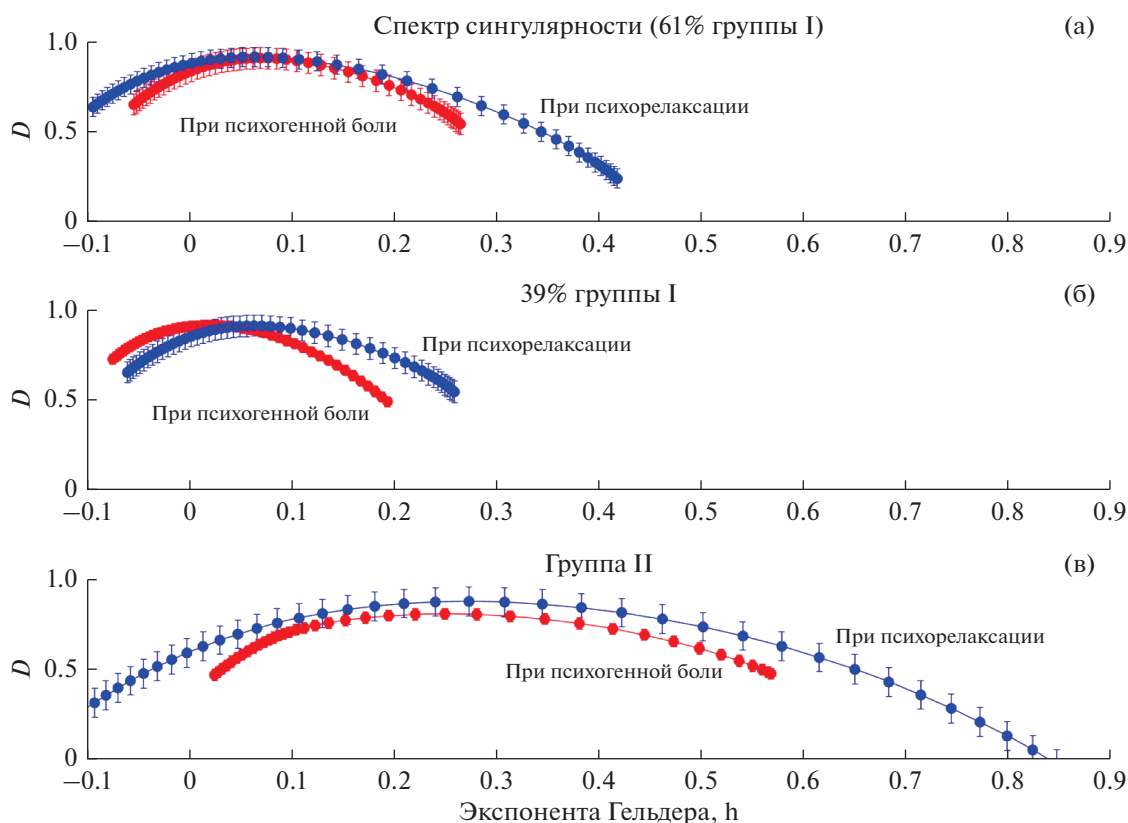 Спектр сингулярности (61% группы I)
(а)
1.0
0.5
0
D
При психорелаксации
При психогенной боли
−0.1 0 0.1 0.2 0.3 0.4 0.5 0.6 0.7 0.8 0.9
39% группы I
(б)
1.0
0.5
0
D
При психорелаксации
При психогенной боли
−0.1 0 0.1 0.2 0.3 0.4 0.5 0.6 0.7 0.8 0.9
Группа II
(в)
1.0
0.5
0
D
При психорелаксации
При психогенной боли
−0.1 0 0.1 0.2 0.3 0.4 0.5 0.6 0.7 0.8 0.9
Экспонента Гельдера, h